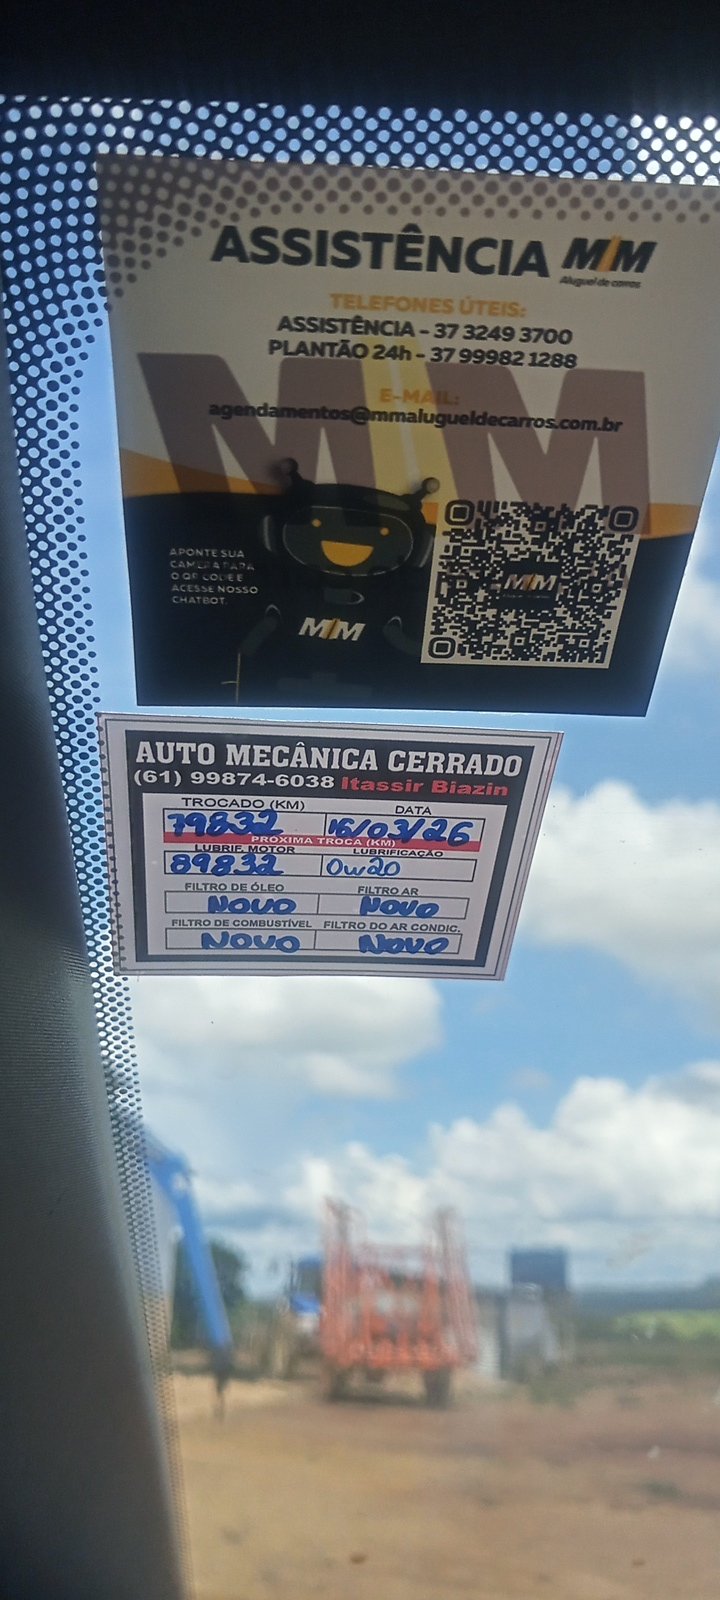 ASSISTÊNCIA MM
Aluguel de carros
TELEFONES ÚTEIS:
ASSISTÊNCIA - 37 3249 3700
PLANTÃO 24h - 37 99982 1288
E-MAIL:
agendamentos@mmalugueldecarros.com.br
APONTE SUA
CAMERA PARA
O QR CODE E
ACESSE NOSSO
CHATBOT.
MM
MM
AUTO MECÂNICA CERRADO
(61) 99874-6038 Itassir Biazin
TROCADO (KM) DATA
79832 16/03/26
PRÓXIMA TROCA (KM)
LUBRIF. MOTOR LUBRIFICAÇÃO
89832 0w20
FILTRO DE ÓLEO FILTRO AR
NOVO NOVO
FILTRO DE COMBUSTÍVEL FILTRO DO AR CONDIC.
NOVO NOVO